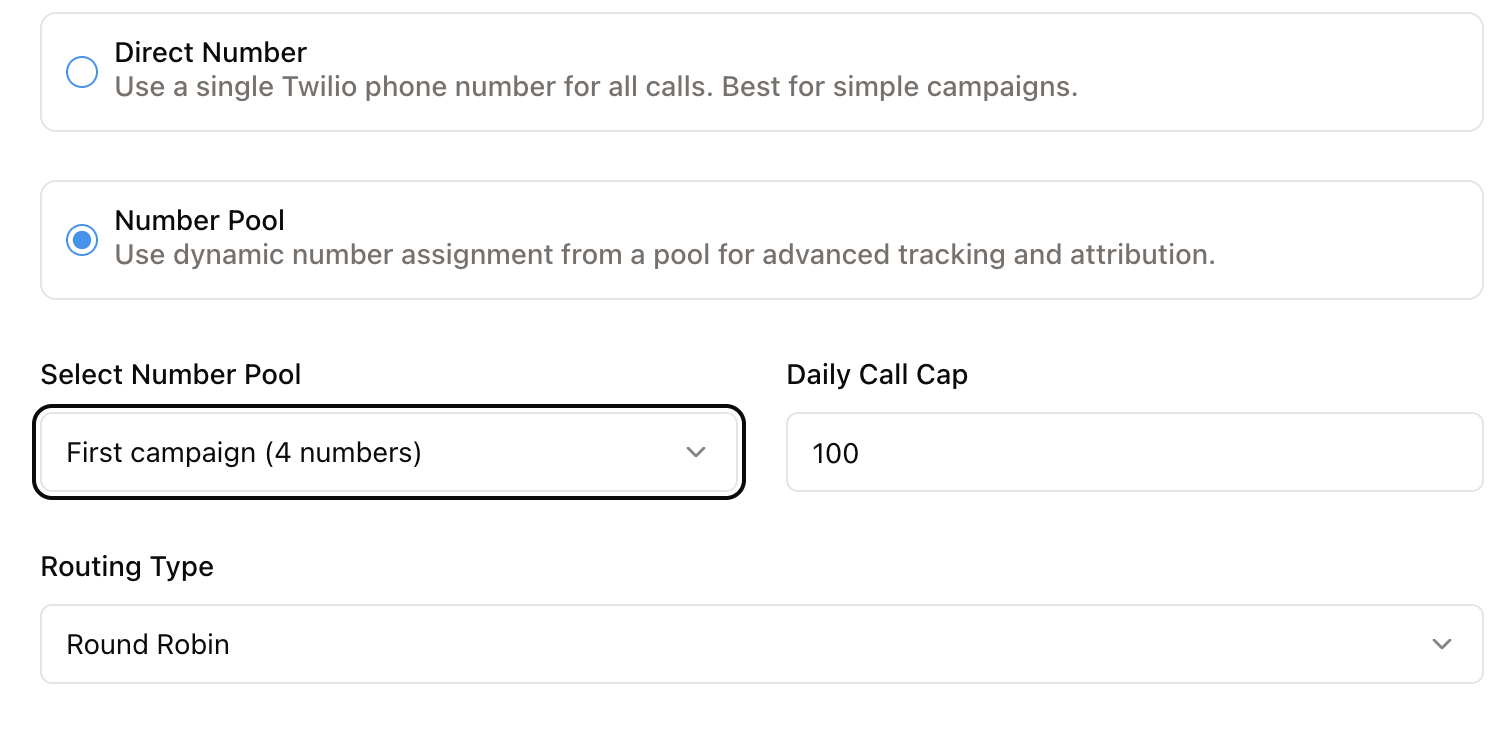 Direct Number
Use a single Twilio phone number for all calls. Best for simple campaigns.
Number Pool
Use dynamic number assignment from a pool for advanced tracking and attribution.
Select Number Pool
Daily Call Cap
First campaign (4 numbers)
100
Routing Type
Round Robin